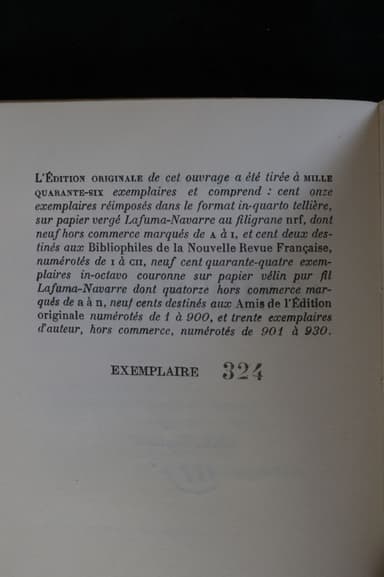 L'ÉDITION ORIGINALE de cet ouvrage a été tirée à MILLE
QUARANTE-SIX exemplaires et comprend : cent onze
exemplaires réimposés dans le format in-quarto tellière,
sur papier vergé Lafuma-Navarre au filigrane nrf, dont
neuf hors commerce marqués de A à I, et cent deux des-
tinés aux Bibliophiles de la Nouvelle Revue Française,
numérotés de I à CII, neuf cent quarante-quatre exem-
plaires in-octavo couronne sur papier vélin pur fil
Lafuma-Navarre dont quatorze hors commerce mar-
qués de a à n, neuf cents destinés aux Amis de l'Édition
originale numérotés de 1 à 900, et trente exemplaires
d'auteur, hors commerce, numérotés de 901 à 930.
EXEMPLAIRE 324